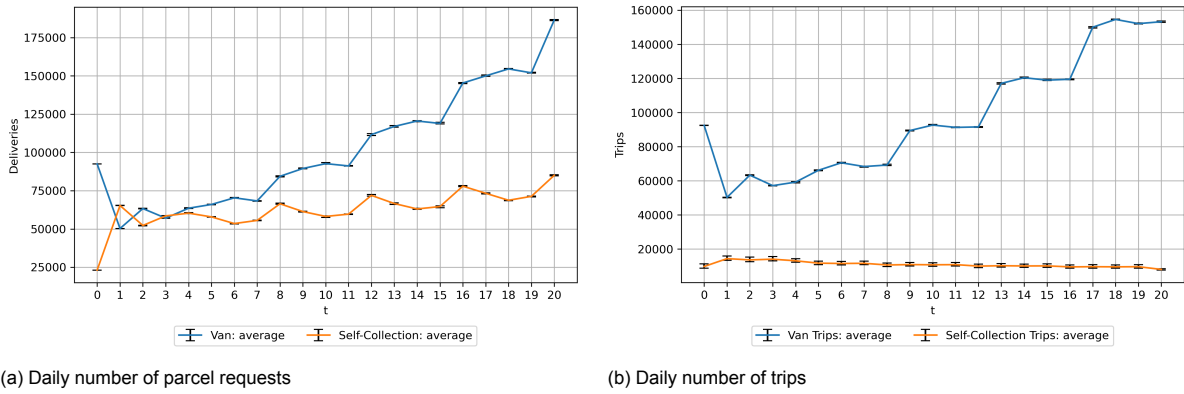 175000
150000
125000
100000
75000
50000
25000
Deliveries
0 1 2 3 4 5 6 7 8 9 10 11 12 13 14 15 16 17 18 19 20
t
Van: average Self-Collection: average
(a) Daily number of parcel requests
160000
140000
120000
100000
80000
60000
40000
20000
Trips
0 1 2 3 4 5 6 7 8 9 10 11 12 13 14 15 16 17 18 19 20
t
Van Trips: average Self-Collection Trips: average
(b) Daily number of trips